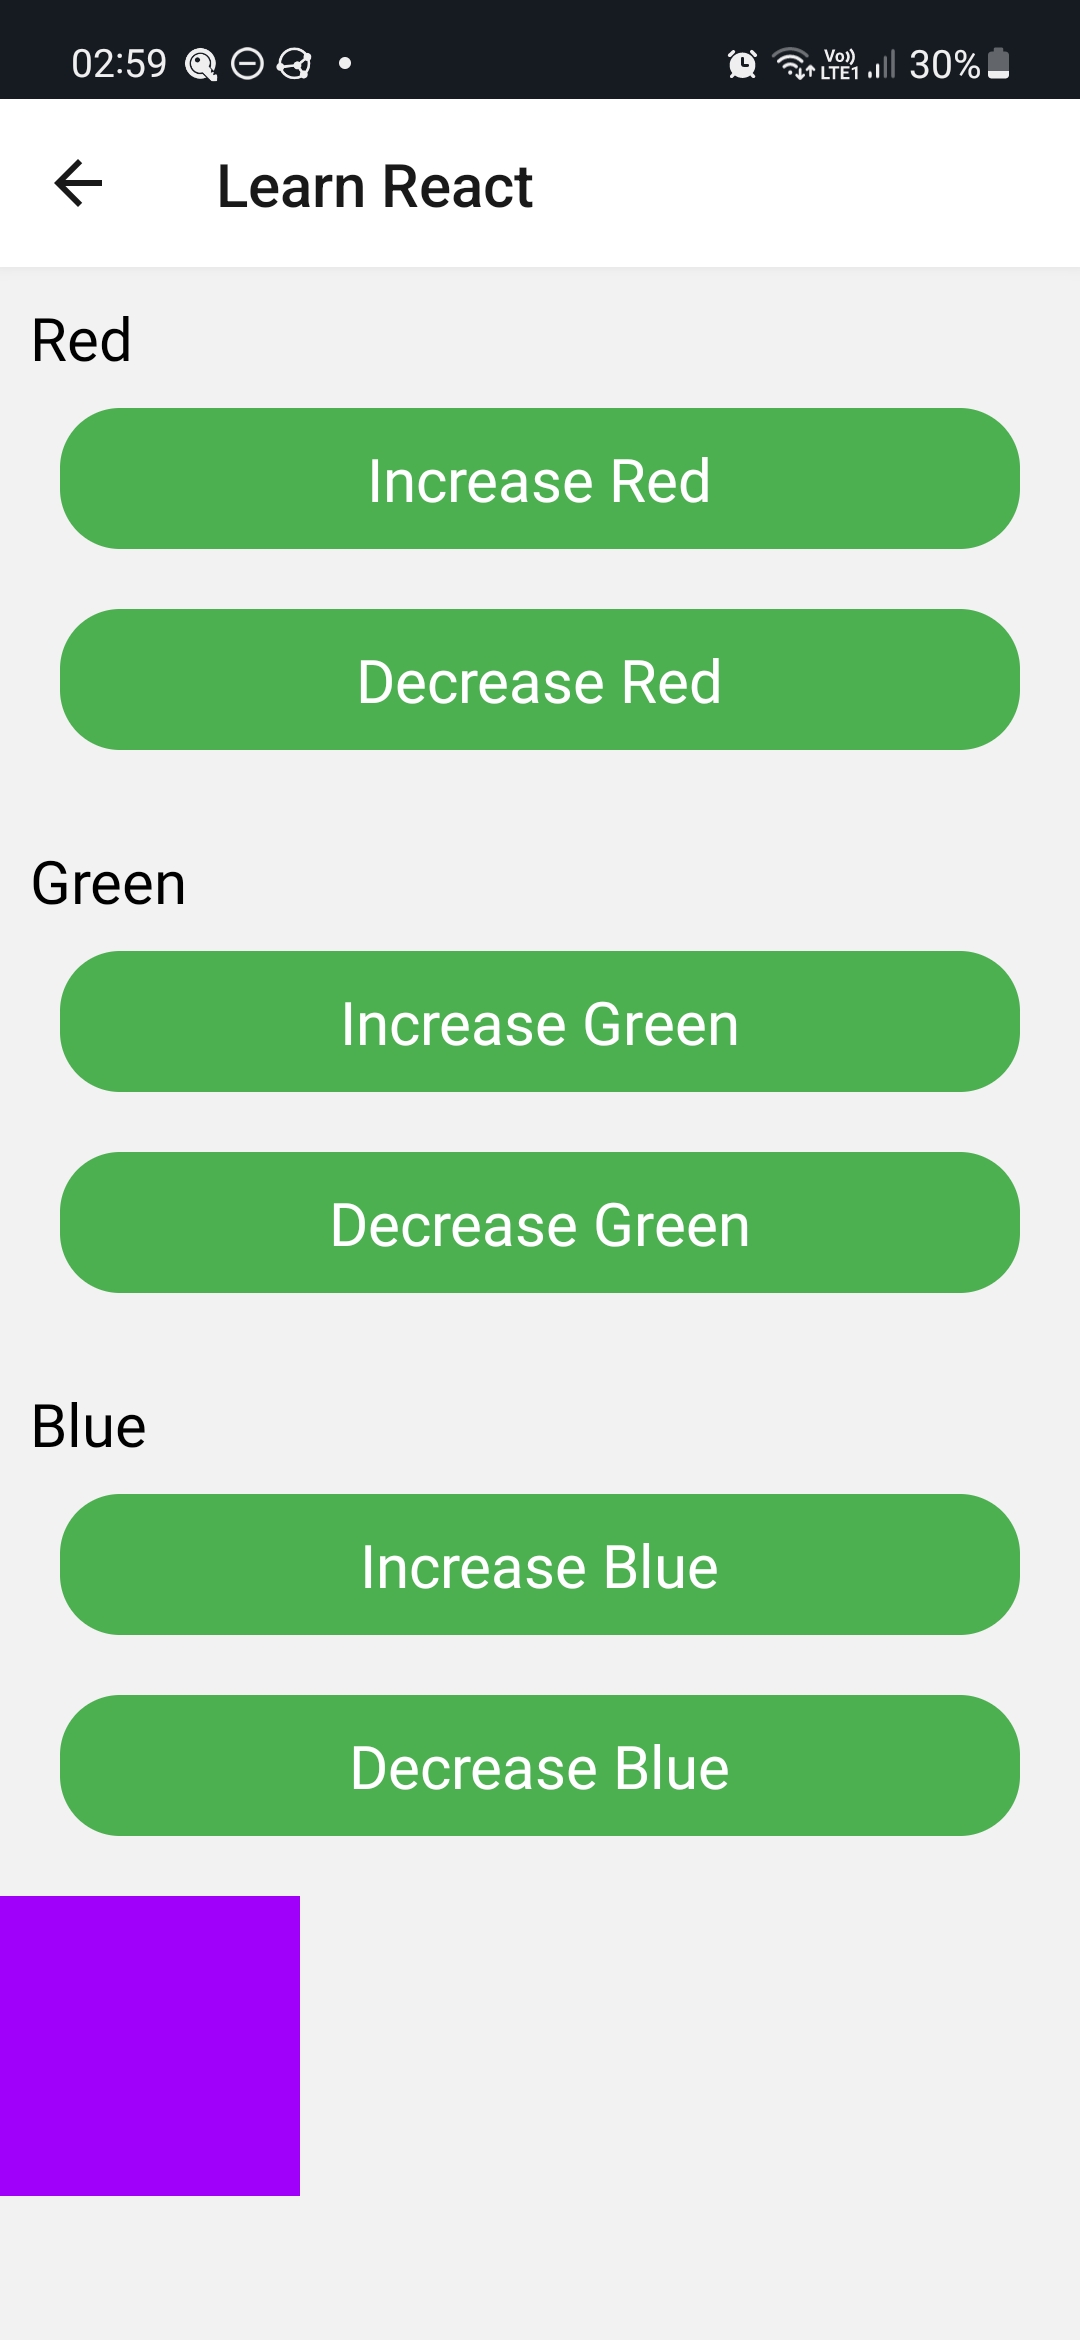 02:59 Vo)) LTE1 30%
Learn React
Red
Increase Red
Decrease Red
Green
Increase Green
Decrease Green
Blue
Increase Blue
Decrease Blue